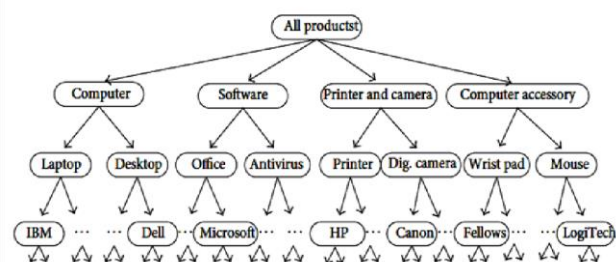 All productst
Computer Software Printer and camera Computer accessory
Laptop Desktop Office Antivirus Printer Dig. camera Wrist pad Mouse
IBM ... ... Dell ... Microsoft ... ... HP ... Canon ... Fellows ... ... LogiTech